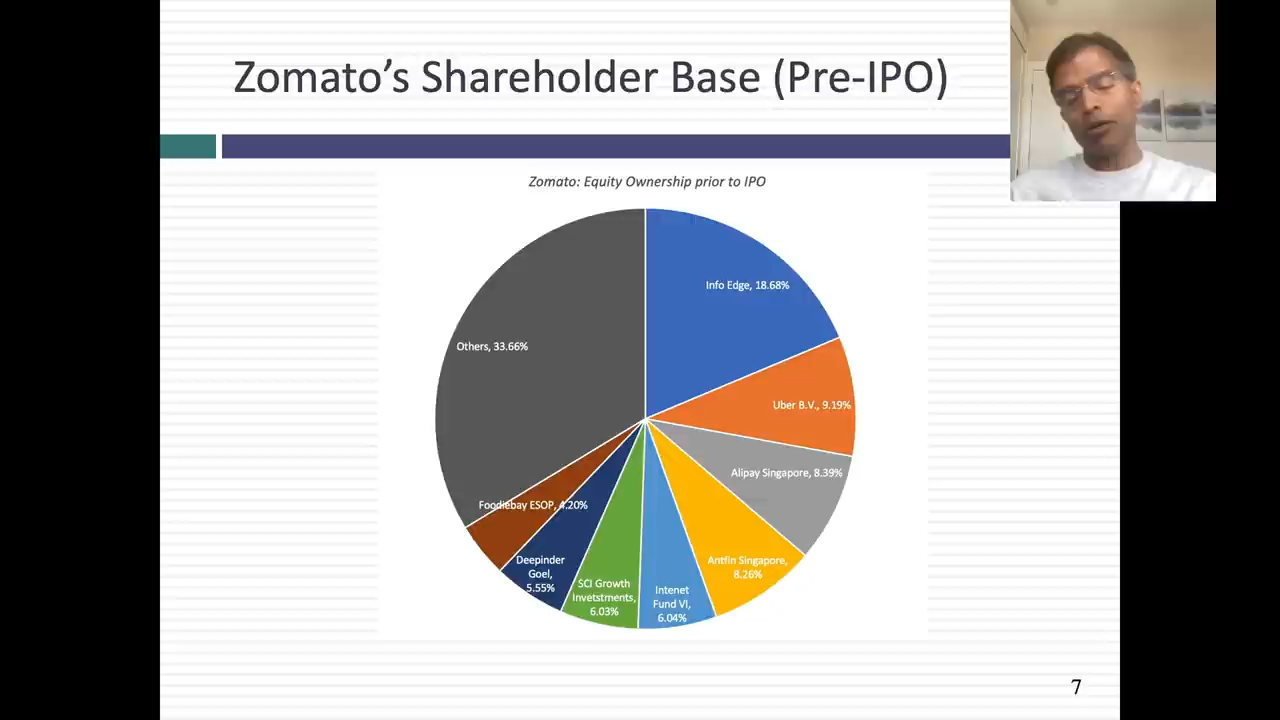 Zomato's Shareholder Base (Pre-IPO)
Zomato: Equity Ownership prior to IPO
Info Edge, 18.68%
Others, 33.66%
Uber B.V., 9.19%
Alipay Singapore, 8.39%
Foodiebay ESOP, 4.20%
Deepinder
Goel,
5.55%
SCI Growth
Invetstments,
6.03%
Intenet
Fund VI,
6.04%
Antfin Singapore,
8.26%
7